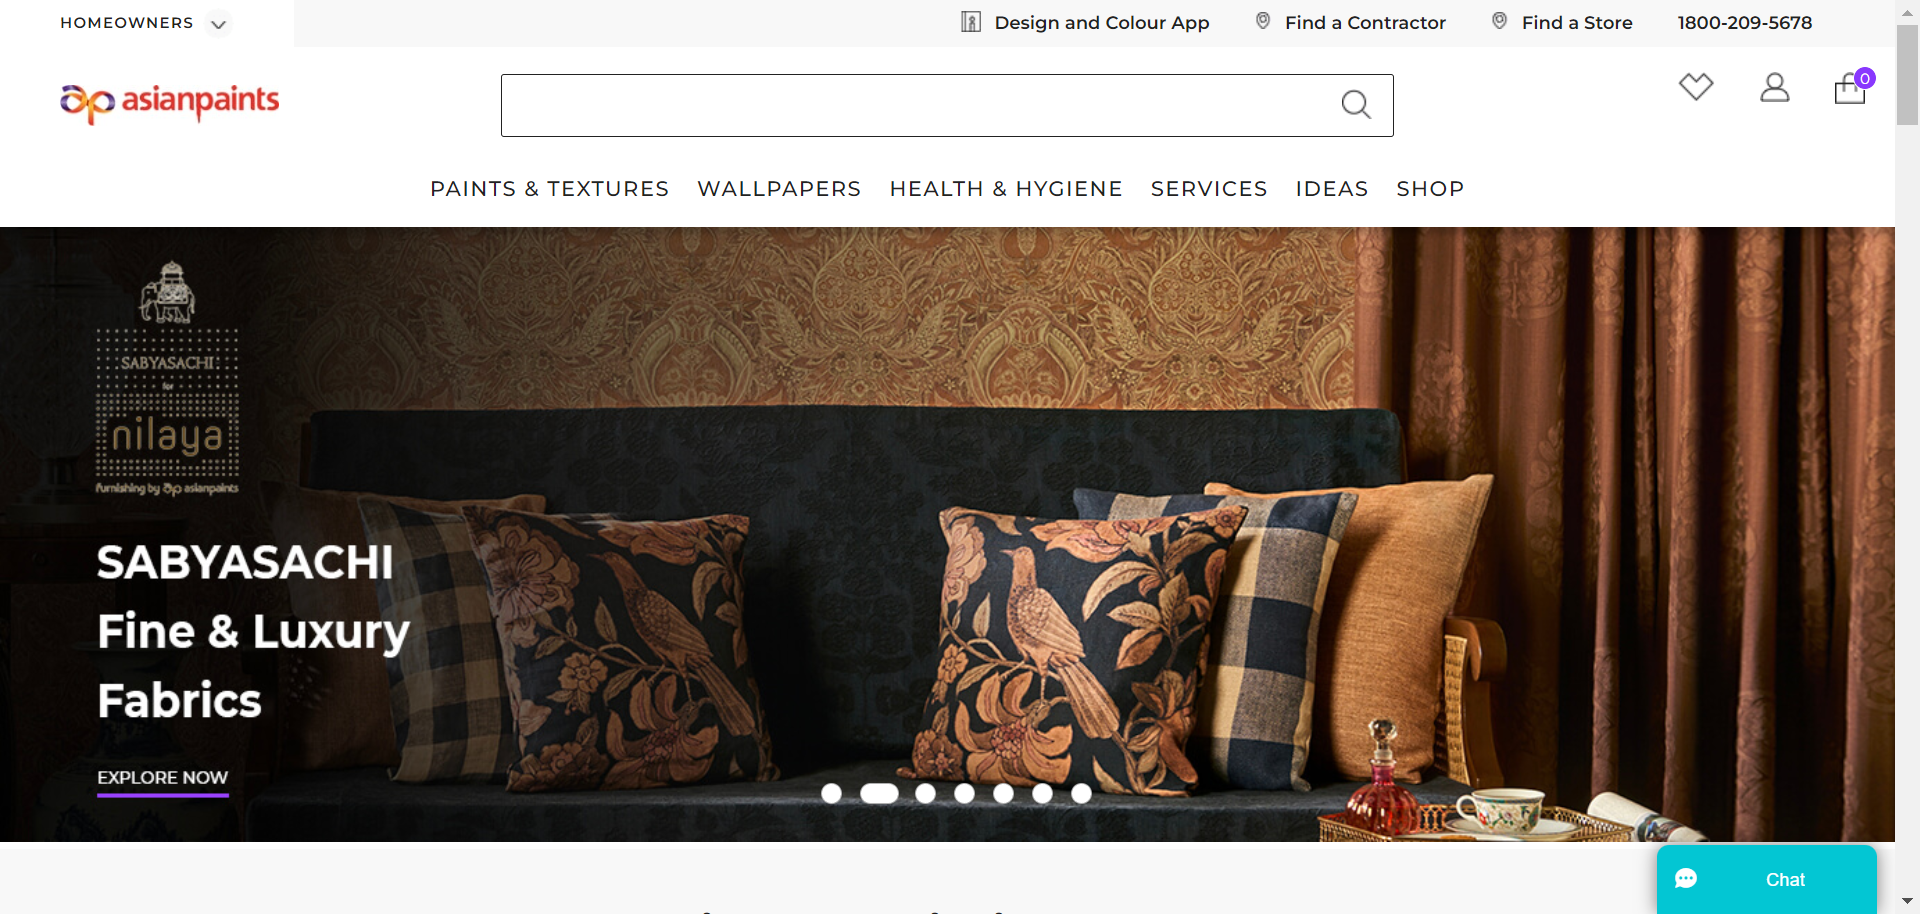 HOMEOWNERS
Design and Colour App
Find a Contractor
Find a Store
1800-209-5678
asianpaints
0
PAINTS & TEXTURES
WALLPAPERS
HEALTH & HYGIENE
SERVICES
IDEAS
SHOP
SABYASACHI
for
nilaya
furnishing by ap asianpaints
SABYASACHI
Fine & Luxury
Fabrics
EXPLORE NOW
Chat